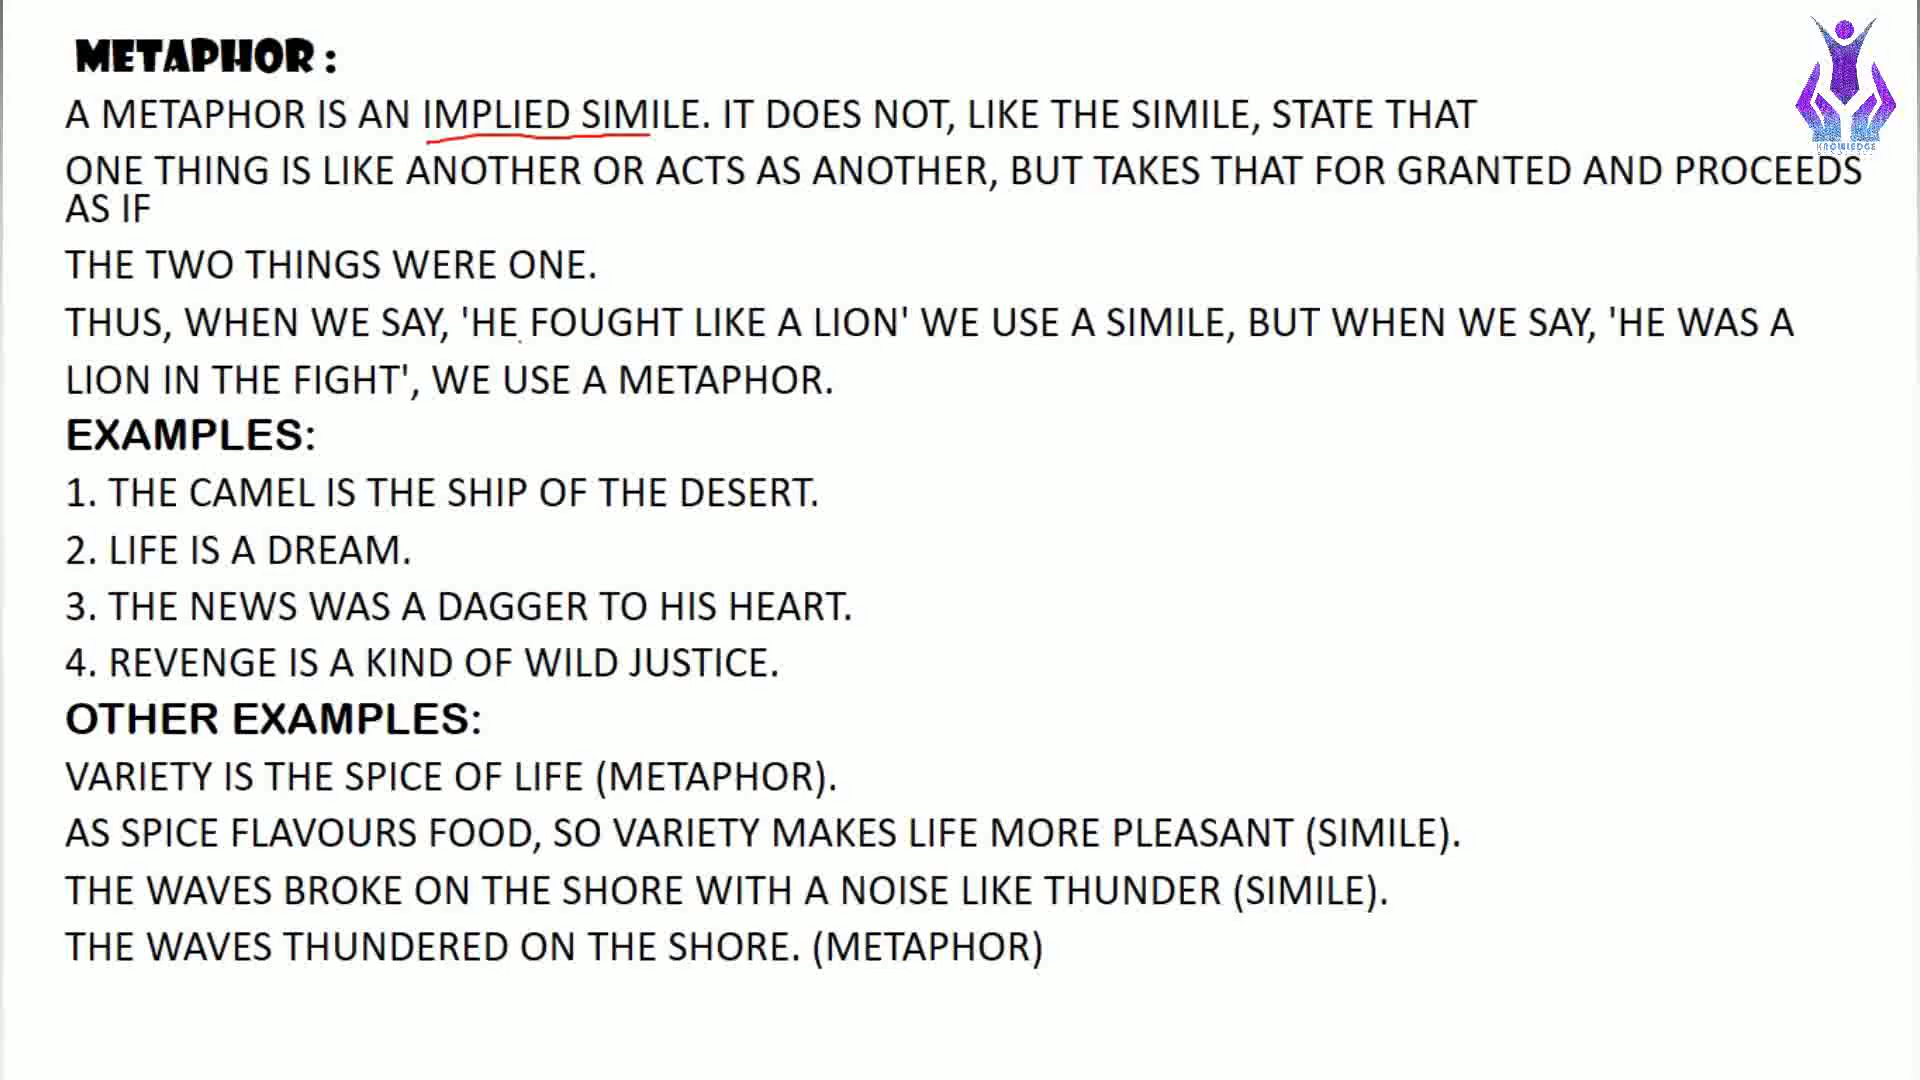 METAPHOR :
A METAPHOR IS AN IMPLIED SIMILE. IT DOES NOT, LIKE THE SIMILE, STATE THAT
ONE THING IS LIKE ANOTHER OR ACTS AS ANOTHER, BUT TAKES THAT FOR GRANTED AND PROCEEDS
AS IF
THE TWO THINGS WERE ONE.
THUS, WHEN WE SAY, 'HE FOUGHT LIKE A LION' WE USE A SIMILE, BUT WHEN WE SAY, 'HE WAS A
LION IN THE FIGHT', WE USE A METAPHOR.
EXAMPLES:
1. THE CAMEL IS THE SHIP OF THE DESERT.
2. LIFE IS A DREAM.
3. THE NEWS WAS A DAGGER TO HIS HEART.
4. REVENGE IS A KIND OF WILD JUSTICE.
OTHER EXAMPLES:
VARIETY IS THE SPICE OF LIFE (METAPHOR).
AS SPICE FLAVOURS FOOD, SO VARIETY MAKES LIFE MORE PLEASANT (SIMILE).
THE WAVES BROKE ON THE SHORE WITH A NOISE LIKE THUNDER (SIMILE).
THE WAVES THUNDERED ON THE SHORE. (METAPHOR)
KNOWLEDGE